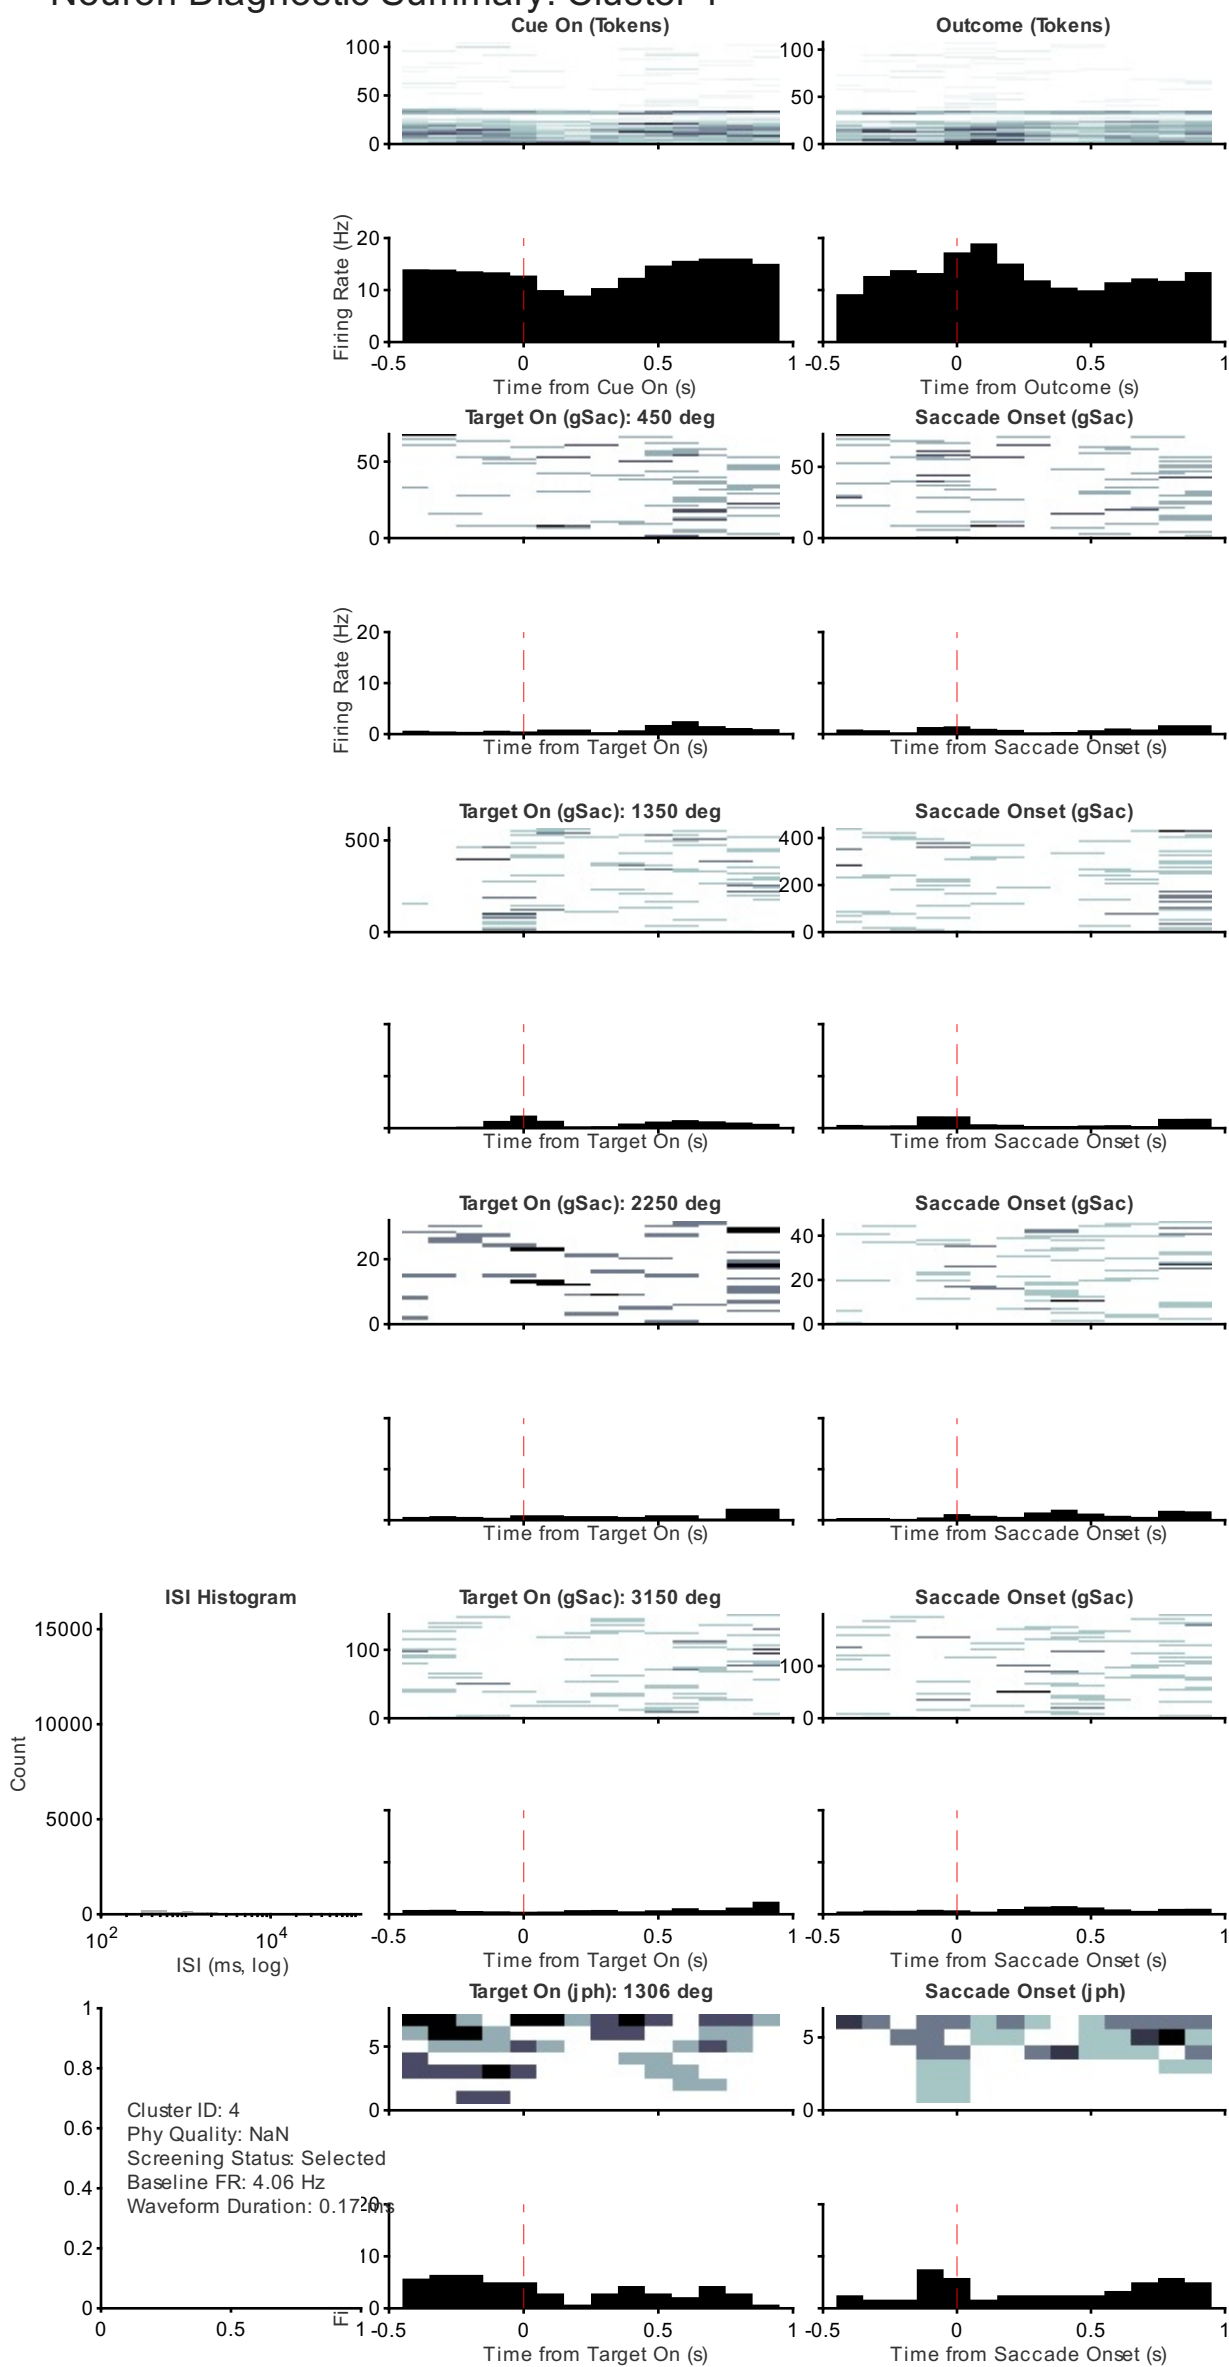 Neuron Diagnostic Summary: Cluster
Cue On (Tokens)
Outcome (Tokens)
100
50
0
100
50
0
Firing Rate (Hz)
20
10
0
-0.5 0 0.5 1
-0.5 0 0.5 1
Time from Cue On (s)
Time from Outcome (s)
Target On (gSac): 450 deg
Saccade Onset (gSac)
50
0
50
0
Firing Rate (Hz)
20
10
0
Time from Target On (s)
Time from Saccade Onset (s)
Target On (gSac): 1350 deg
Saccade Onset (gSac)
500
0
400
200
0
Time from Target On (s)
Time from Saccade Onset (s)
Target On (gSac): 2250 deg
Saccade Onset (gSac)
20
0
40
20
0
Time from Target On (s)
Time from Saccade Onset (s)
ISI Histogram
Target On (gSac): 3150 deg
Saccade Onset (gSac)
Count
15000
10000
5000
0
10² 10⁴
ISI (ms, log)
100
0
100
0
-0.5 0 0.5 1
-0.5 0 0.5 1
Time from Target On (s)
Time from Saccade Onset (s)
Target On (jph): 1306 deg
Saccade Onset (jph)
5
0
5
0
1
0.8
0.6
0.4
0.2
0
0 0.5 1
Cluster ID: 4
Phy Quality: NaN
Screening Status: Selected
Baseline FR: 4.06 Hz
Waveform Duration: 0.17 ms
20
10
0
Fi
-0.5 0 0.5 1
-0.5 0 0.5 1
Time from Target On (s)
Time from Saccade Onset (s)